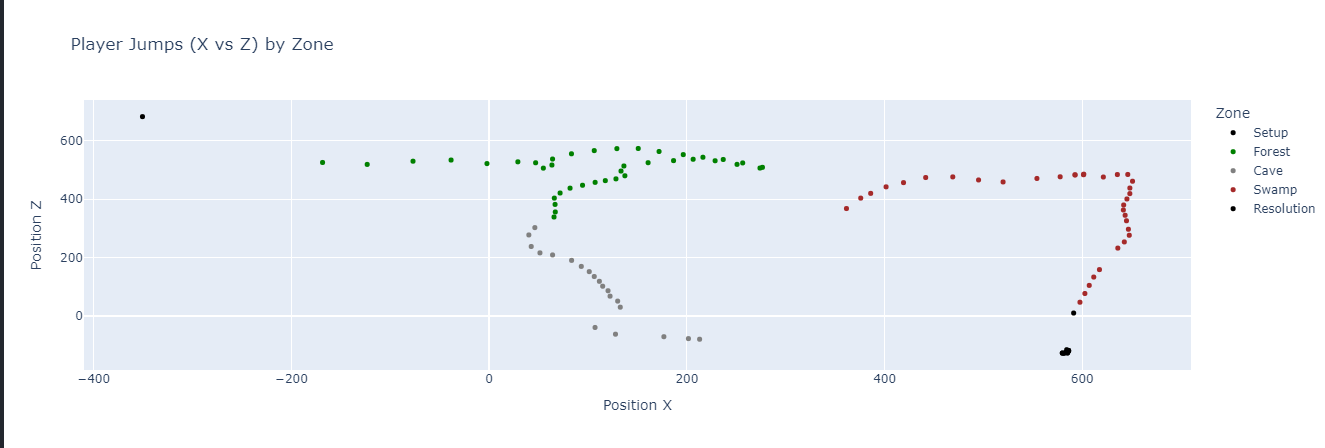 Player Jumps (X vs Z) by Zone
Zone
Setup
Forest
Cave
Swamp
Resolution
Position Z
600
400
200
0
−400
−200
0
200
400
600
Position X